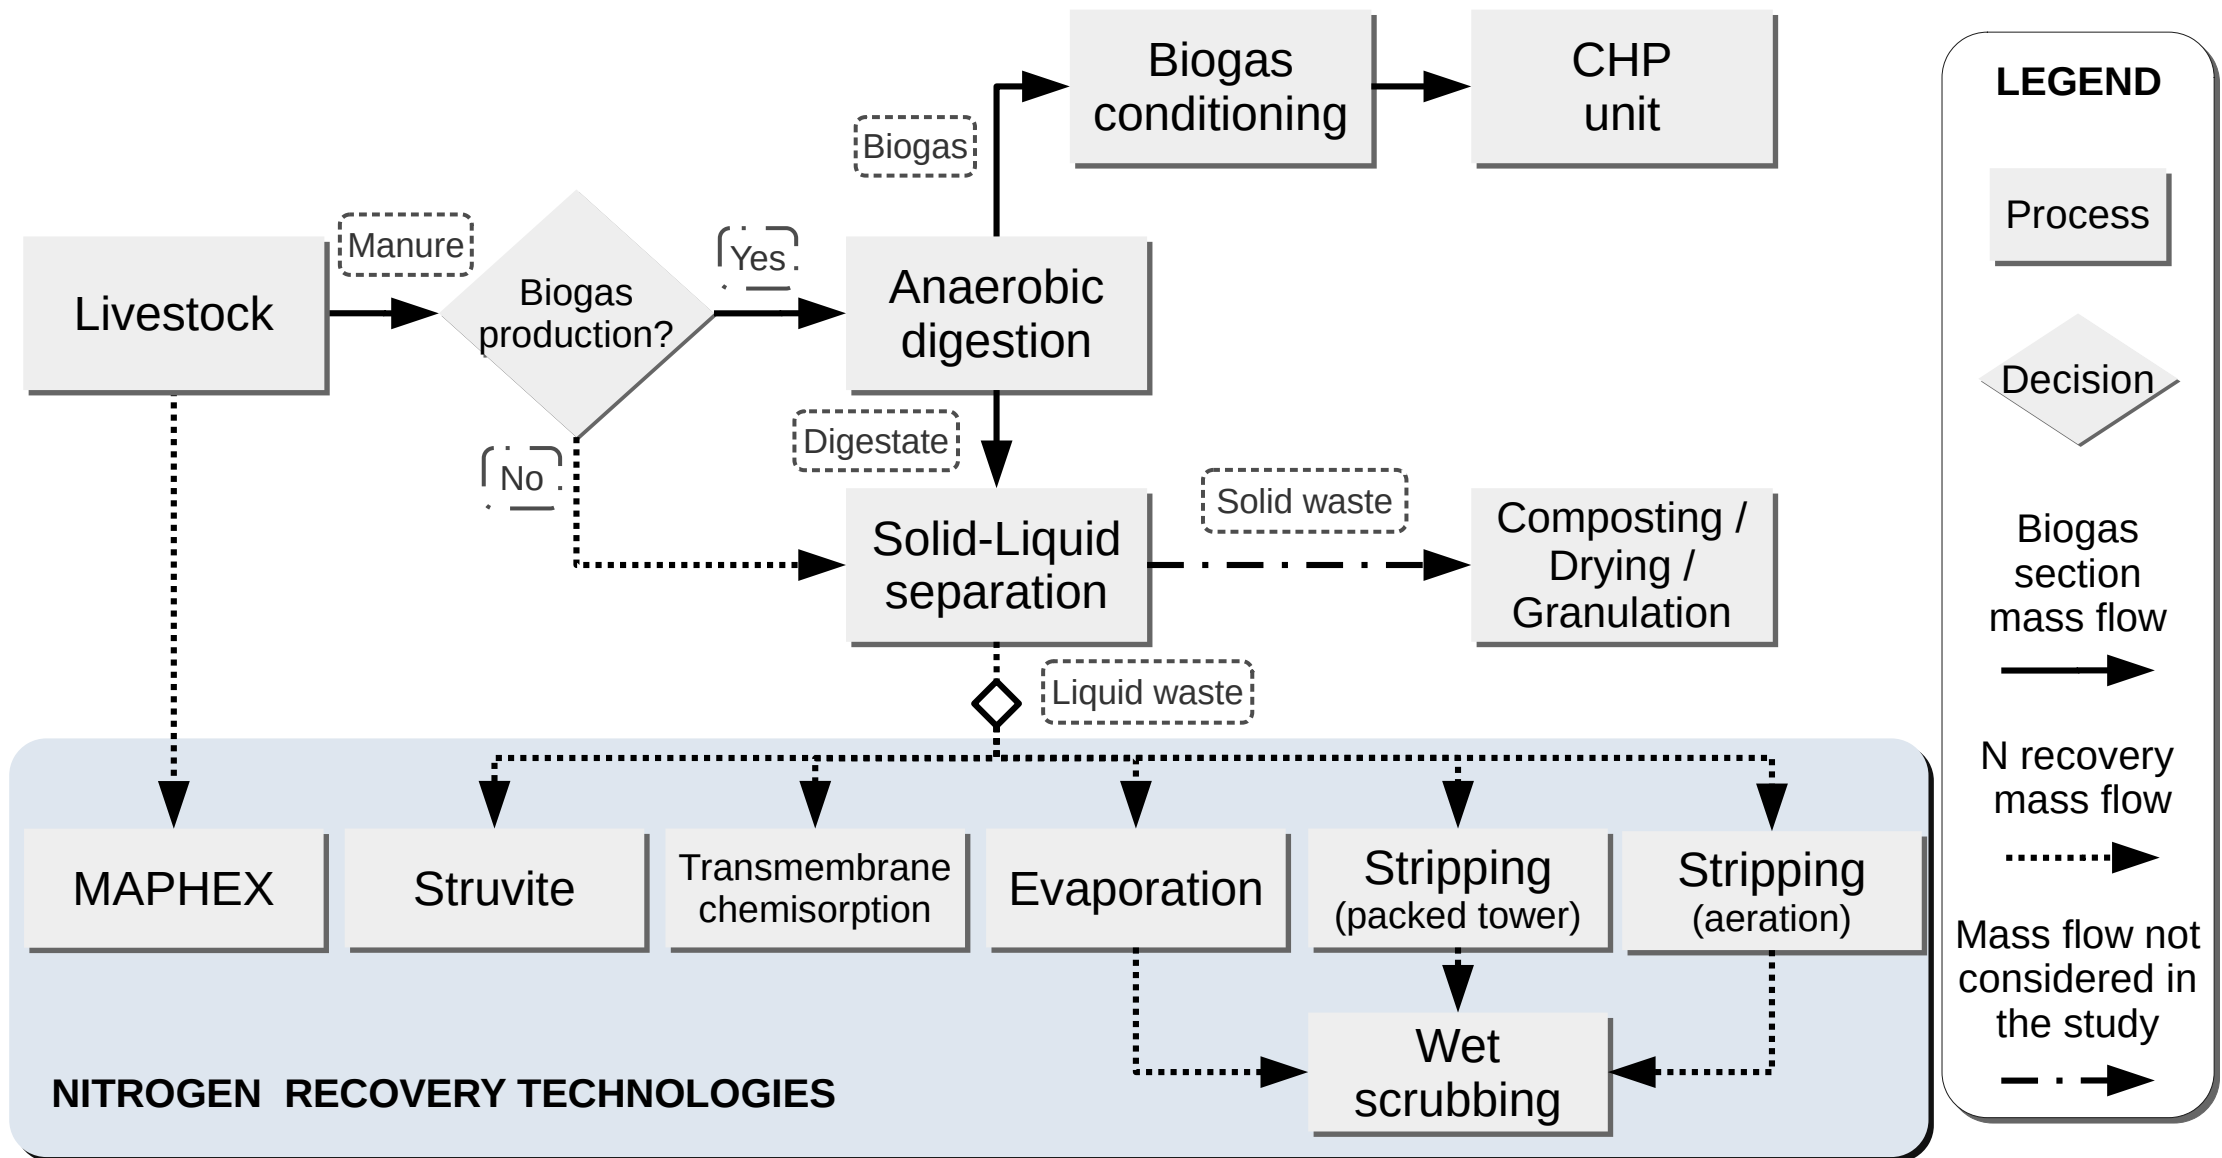 Biogas
conditioning
CHP
unit
Biogas
Livestock
Manure
Biogas
production?
Yes
No
Anaerobic
digestion
Digestate
Solid-Liquid
separation
Solid waste
Composting /
Drying /
Granulation
Liquid waste
MAPHEX
Struvite
Transmembrane
chemisorption
Evaporation
Stripping
(packed tower)
Stripping
(aeration)
Wet
scrubbing
NITROGEN RECOVERY TECHNOLOGIES
LEGEND
Process
Decision
Biogas
section
mass flow
N recovery
mass flow
Mass flow not
considered in
the study